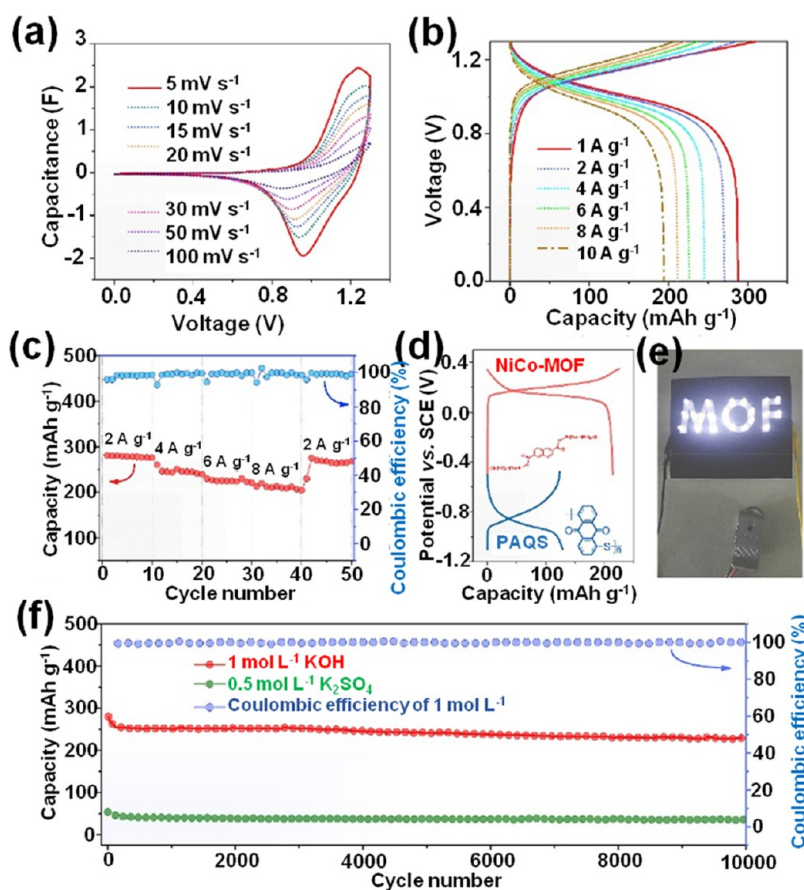 (a)
Capacitance (F)
3
2
1
0
-1
-2
5 mV s-1
10 mV s-1
15 mV s-1
20 mV s-1
30 mV s-1
50 mV s-1
100 mV s-1
0.0 0.4 0.8 1.2
Voltage (V)
(b)
Voltage (V)
1.2
0.8
0.4
0.0
1 A g-1
2 A g-1
4 A g-1
6 A g-1
8 A g-1
10 A g-1
0 100 200 300
Capacity (mAh g-1)
(c)
Capacity (mAh g-1)
500
400
300
200
100
0
2 A g-1
4 A g-1
6 A g-1
8 A g-1
2 A g-1
100
80
60
40
20
0
Coulombic efficiency (%)
0 10 20 30 40 50
Cycle number
(d)
Potential vs. SCE (V)
0.4
0.0
-0.4
-0.8
-1.2
NiCo-MOF
PAQS
0 100 200
Capacity (mAh g-1)
(e)
MOF
(f)
Capacity (mAh g-1)
500
400
300
200
100
0
1 mol L-1 KOH
0.5 mol L-1 K2SO4
Coulombic efficiency of 1 mol L-1
100
80
60
40
20
0
Coulombic efficiency (%)
0 2000 4000 6000 8000 10000
Cycle number